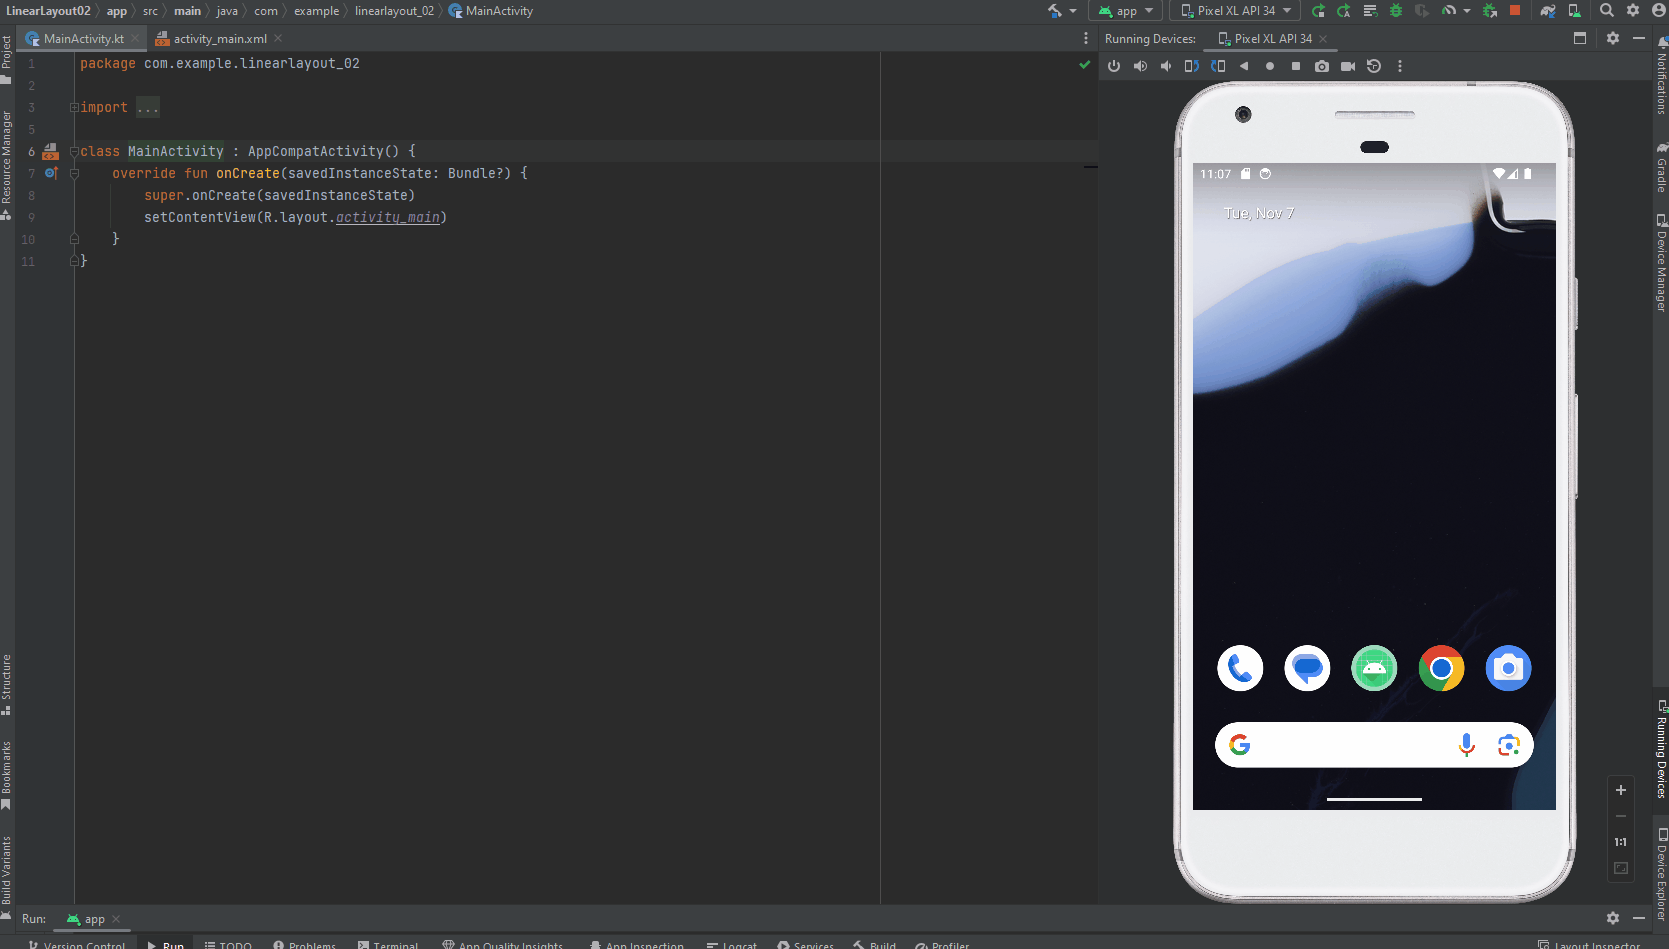 LinearLayout02 app src main java com example linearlayout_02 MainActivity
app Pixel XL API 34
MainActivity.kt activity_main.xml
Running Devices: Pixel XL API 34
1 package com.example.linearlayout_02
2
3 import ...
5
6 class MainActivity : AppCompatActivity() {
7 override fun onCreate(savedInstanceState: Bundle?) {
8 super.onCreate(savedInstanceState)
9 setContentView(R.layout.activity_main)
10 }
11 }
Project
Resource Manager
Structure
Bookmarks
Build Variants
11:07
Tue, Nov 7
1:1
Notifications
Gradle
Device Manager
Running Devices
Device Explorer
Run: app
Version Control Run TODO Problems Terminal App Quality Insights App Inspection Logcat Services Build Profiler Layout Inspector